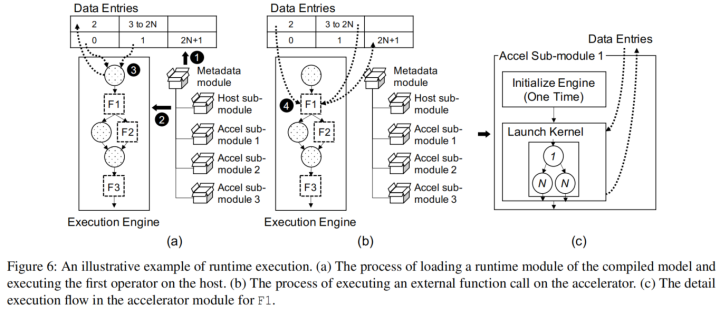 Data Entries
2 3 to 2N
0 1 2N+1
1
3
Metadata
module
F1
2
Host sub-
module
F2
Accel sub-
module 1
Accel sub-
module 2
F3
Accel sub-
module 3
Execution Engine
(a)
Data Entries
2 3 to 2N
0 1 2N+1
Metadata
module
4
F1
Host sub-
module
F2
Accel sub-
module 1
Accel sub-
module 2
F3
Accel sub-
module 3
Execution Engine
(b)
Data Entries
Accel Sub-module 1
Initialize Engine
(One Time)
Launch Kernel
1
N N
(c)
Figure 6: An illustrative example of runtime execution. (a) The process of loading a runtime module of the compiled model and
executing the first operator on the host. (b) The process of executing an external function call on the accelerator. (c) The detail
execution flow in the accelerator module for F1.